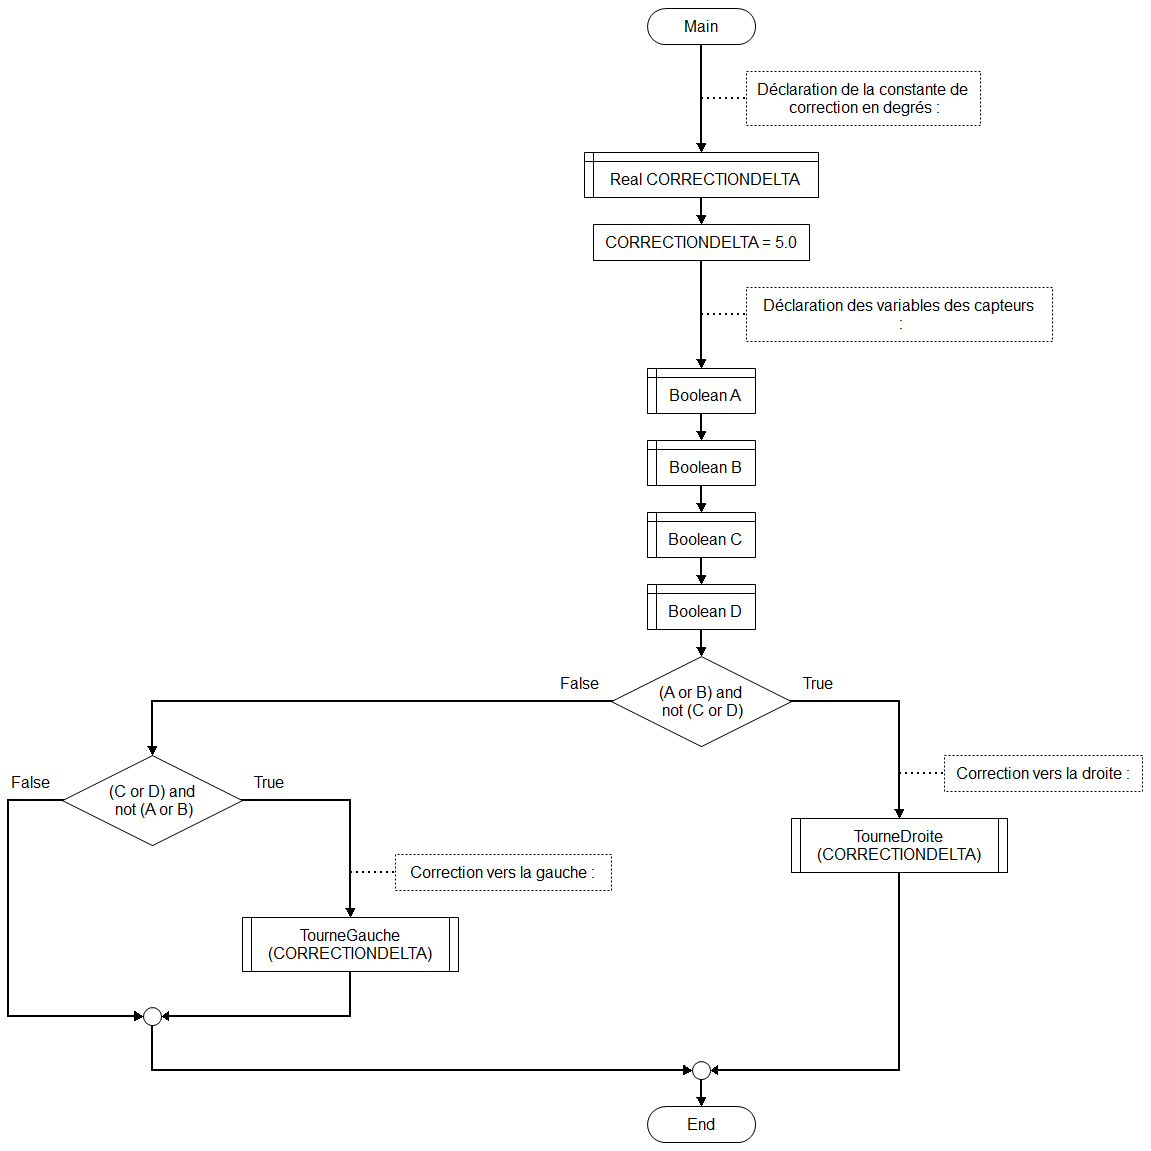 Main
Déclaration de la constante de
correction en degrés :
Real CORRECTIONDELTA
CORRECTIONDELTA = 5.0
Déclaration des variables des capteurs
:
Boolean A
Boolean B
Boolean C
Boolean D
False
(A or B) and
not (C or D)
True
False
(C or D) and
not (A or B)
True
Correction vers la droite :
TourneDroite
(CORRECTIONDELTA)
Correction vers la gauche :
TourneGauche
(CORRECTIONDELTA)
End